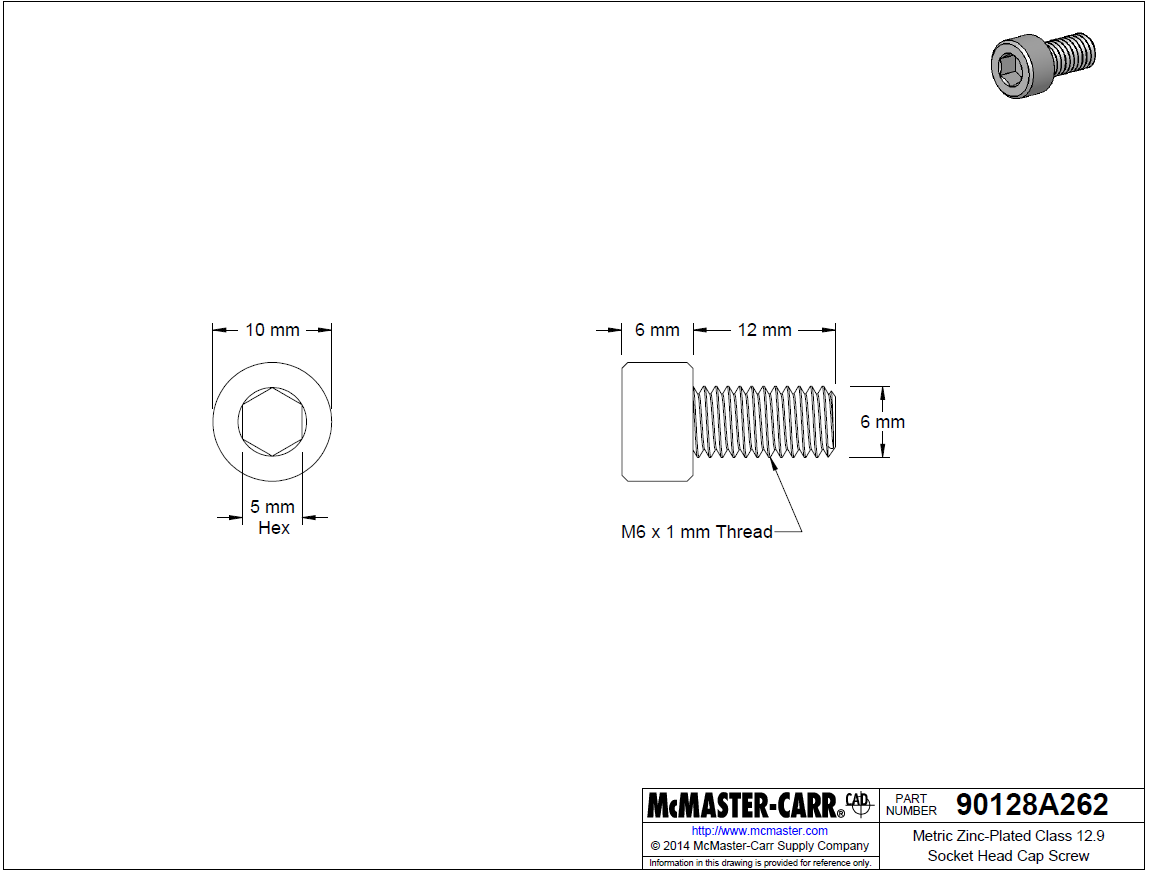 10 mm
6 mm
12 mm
6 mm
5 mm
Hex
M6 x 1 mm Thread
McMASTER-CARR® CAD
http://www.mcmaster.com
© 2014 McMaster-Carr Supply Company
Information in this drawing is provided for reference only.
PART
NUMBER
90128A262
Metric Zinc-Plated Class 12.9
Socket Head Cap Screw